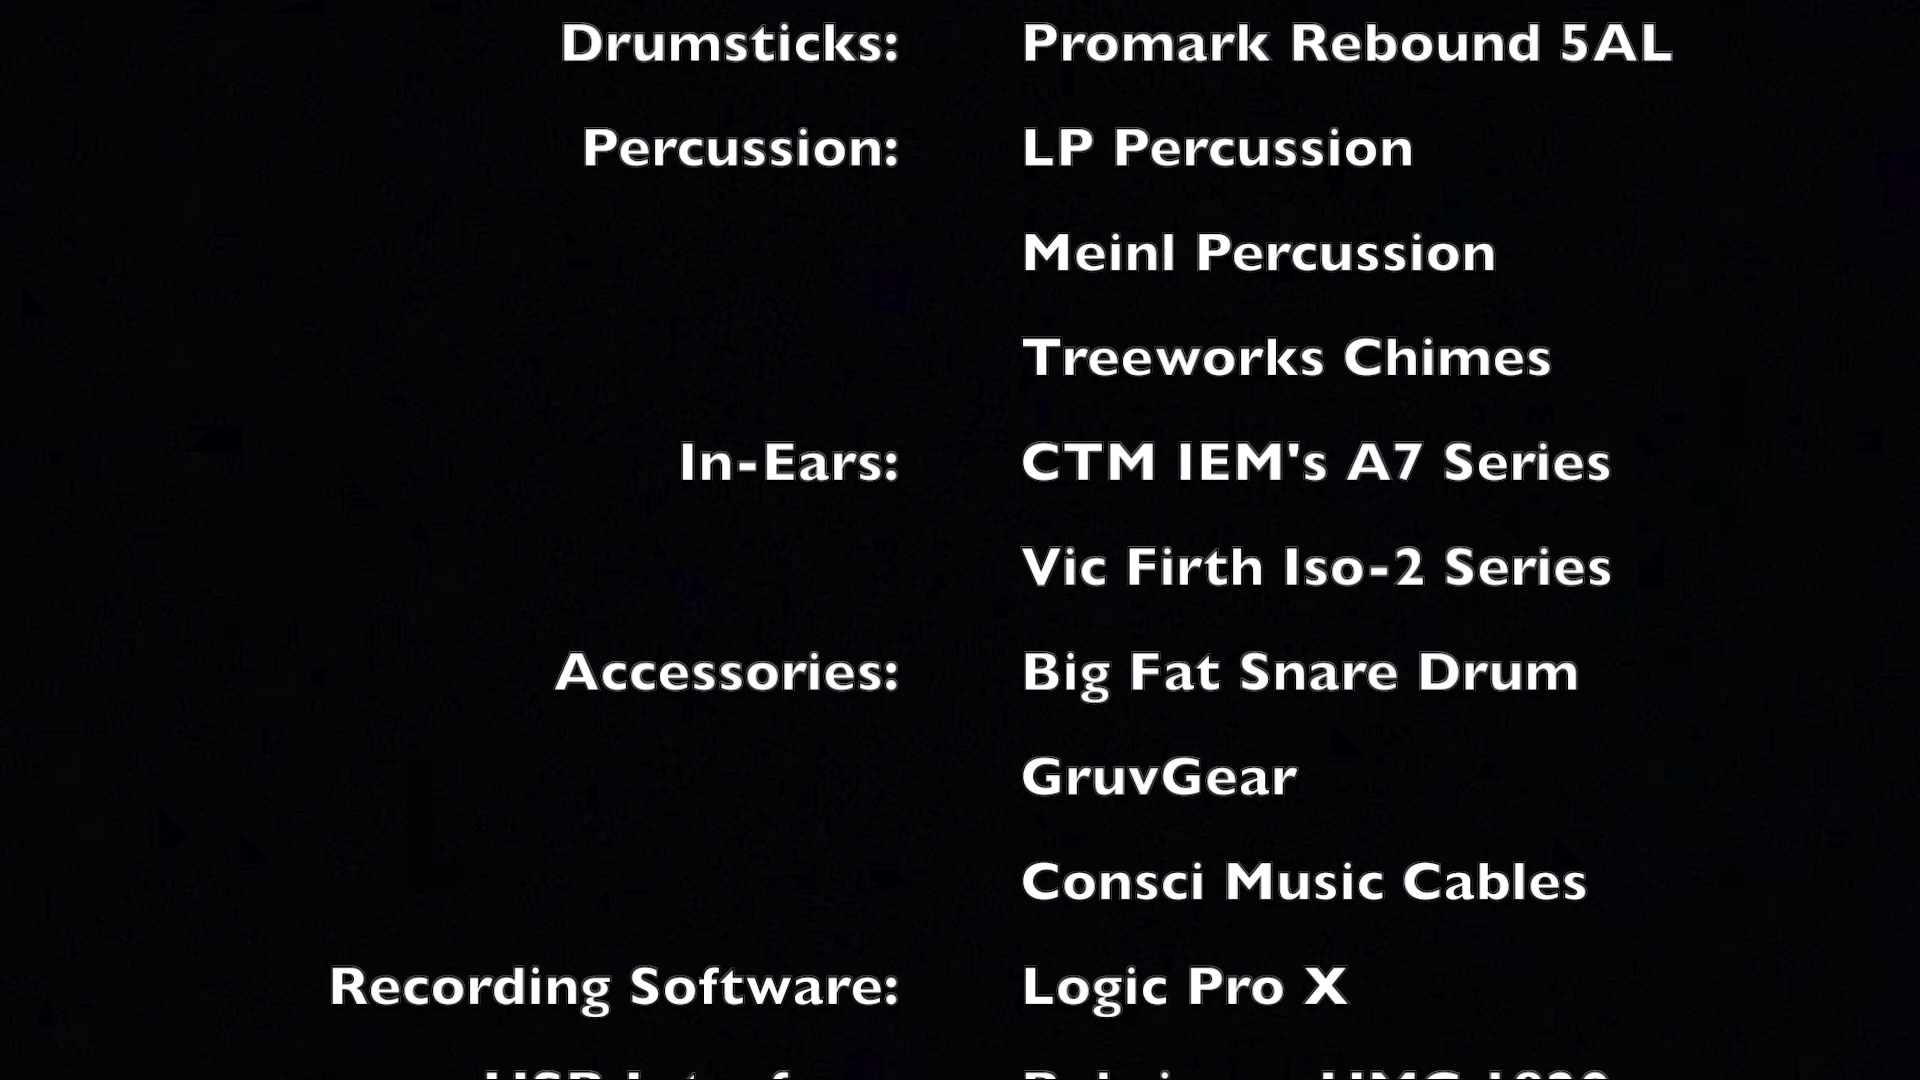 Drumsticks: Promark Rebound 5AL
Percussion: LP Percussion
Meinl Percussion
Treeworks Chimes
In-Ears: CTM IEM's A7 Series
Vic Firth Iso-2 Series
Accessories: Big Fat Snare Drum
GruvGear
Consci Music Cables
Recording Software: Logic Pro X